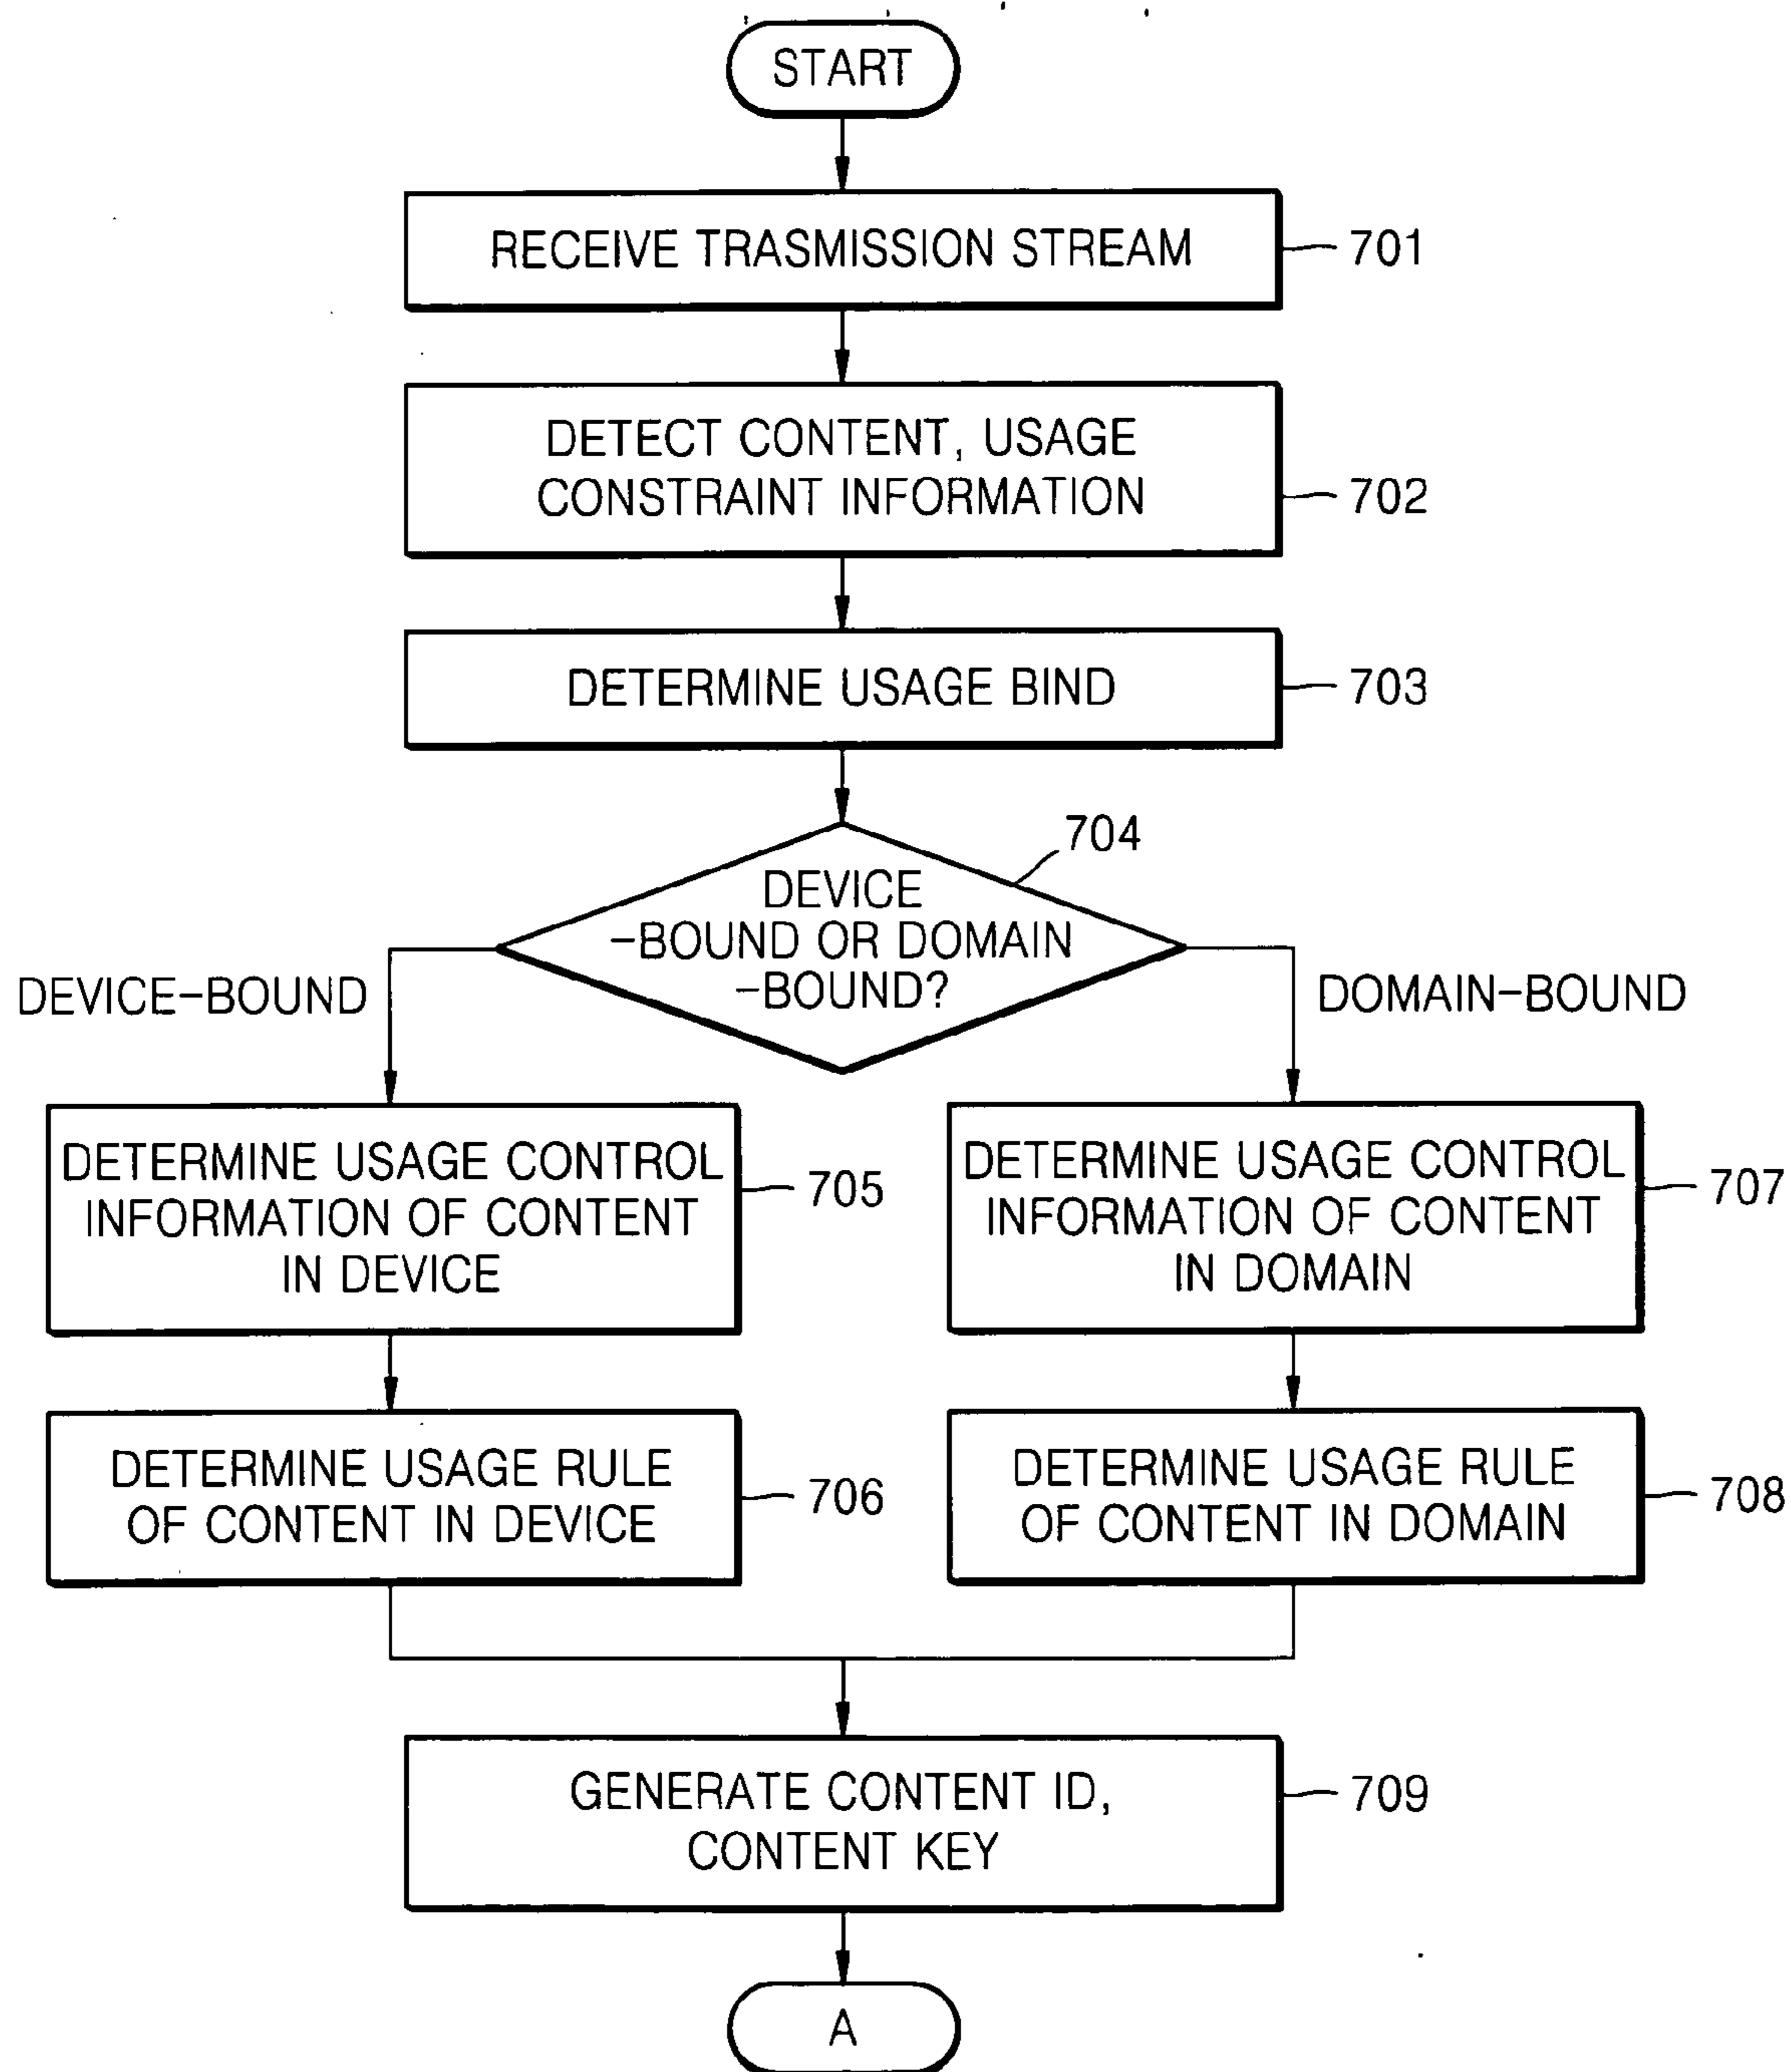 START
RECEIVE TRASMISSION STREAM
701
DETECT CONTENT, USAGE
CONSTRAINT INFORMATION
702
DETERMINE USAGE BIND
703
704
DEVICE
-BOUND OR DOMAIN
-BOUND?
DEVICE-BOUND
DOMAIN-BOUND
DETERMINE USAGE CONTROL
INFORMATION OF CONTENT
IN DEVICE
705
DETERMINE USAGE CONTROL
INFORMATION OF CONTENT
IN DOMAIN
707
DETERMINE USAGE RULE
OF CONTENT IN DEVICE
706
DETERMINE USAGE RULE
OF CONTENT IN DOMAIN
708
GENERATE CONTENT ID,
CONTENT KEY
709
A